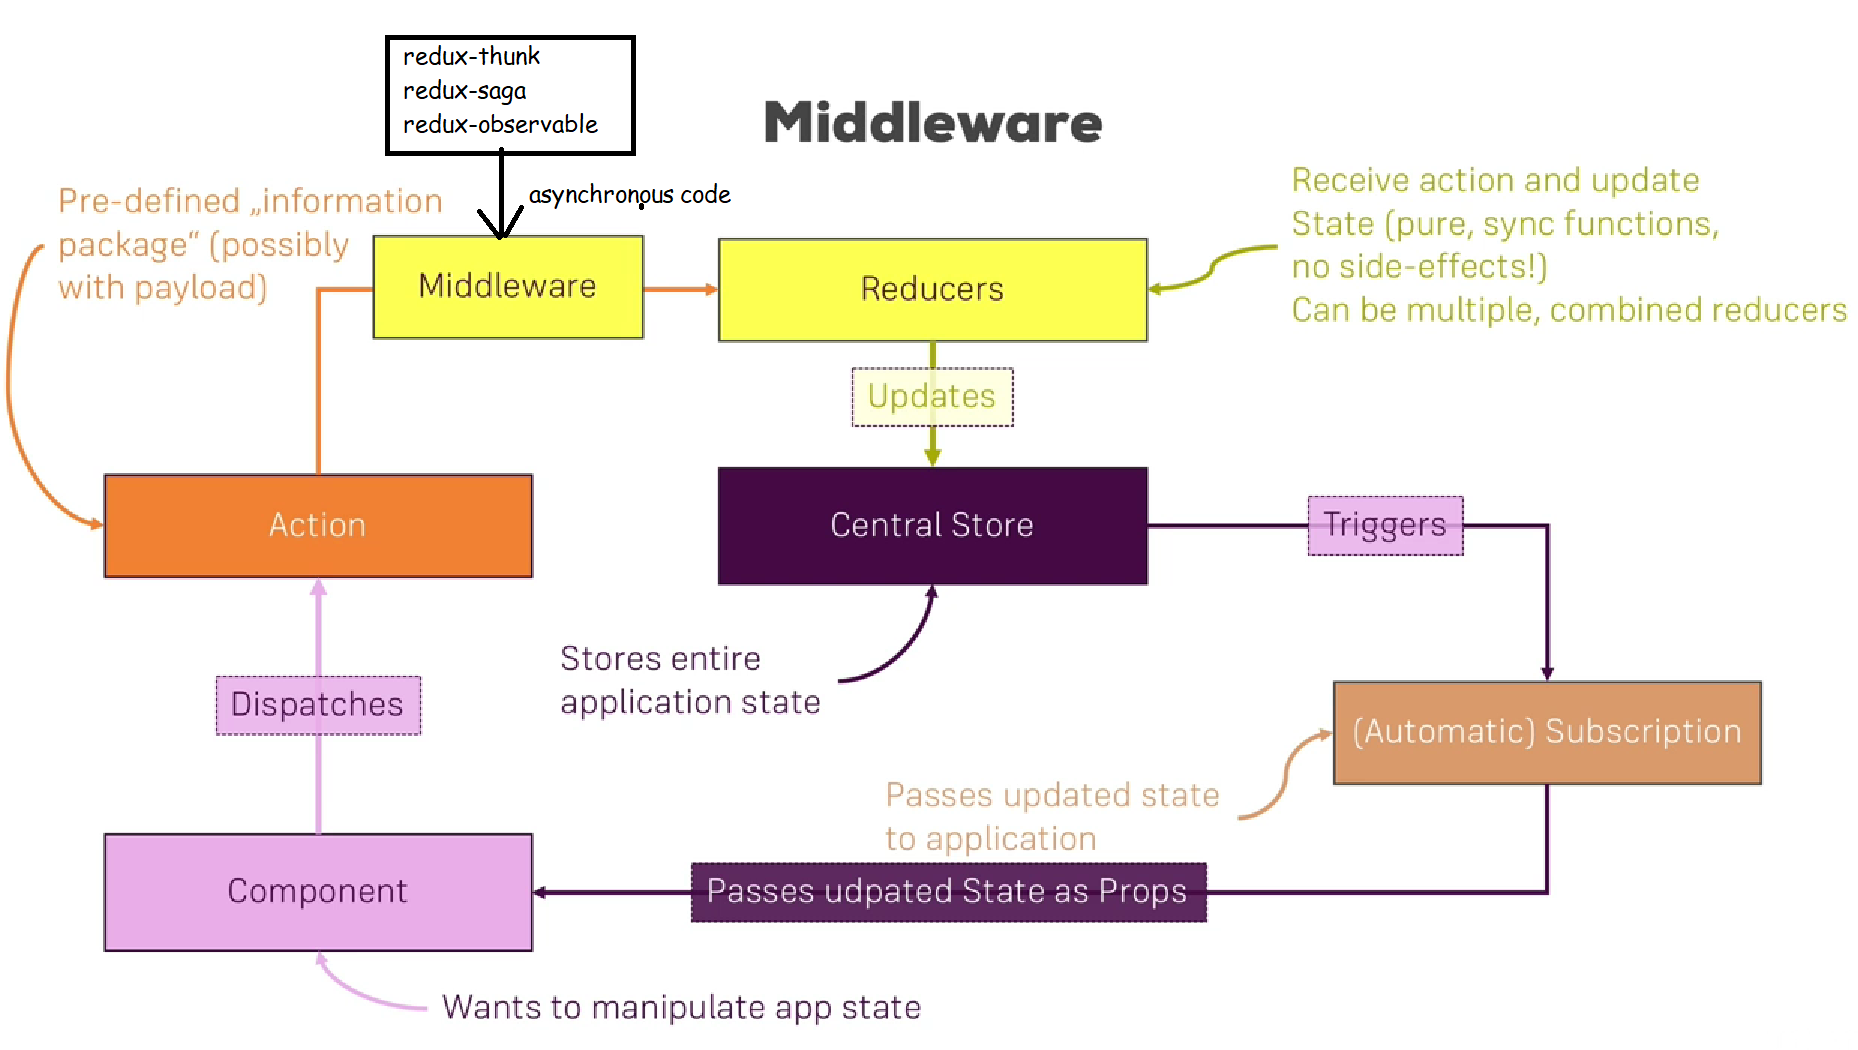 redux-thunk
redux-saga
redux-observable
Middleware
asynchronous code
Pre-defined „information
package“ (possibly
with payload)
Middleware
Reducers
Receive action and update
State (pure, sync functions,
no side-effects!)
Can be multiple, combined reducers
Updates
Action
Central Store
Triggers
Stores entire
application state
Dispatches
(Automatic) Subscription
Passes updated state
to application
Component
Passes udpated State as Props
Wants to manipulate app state